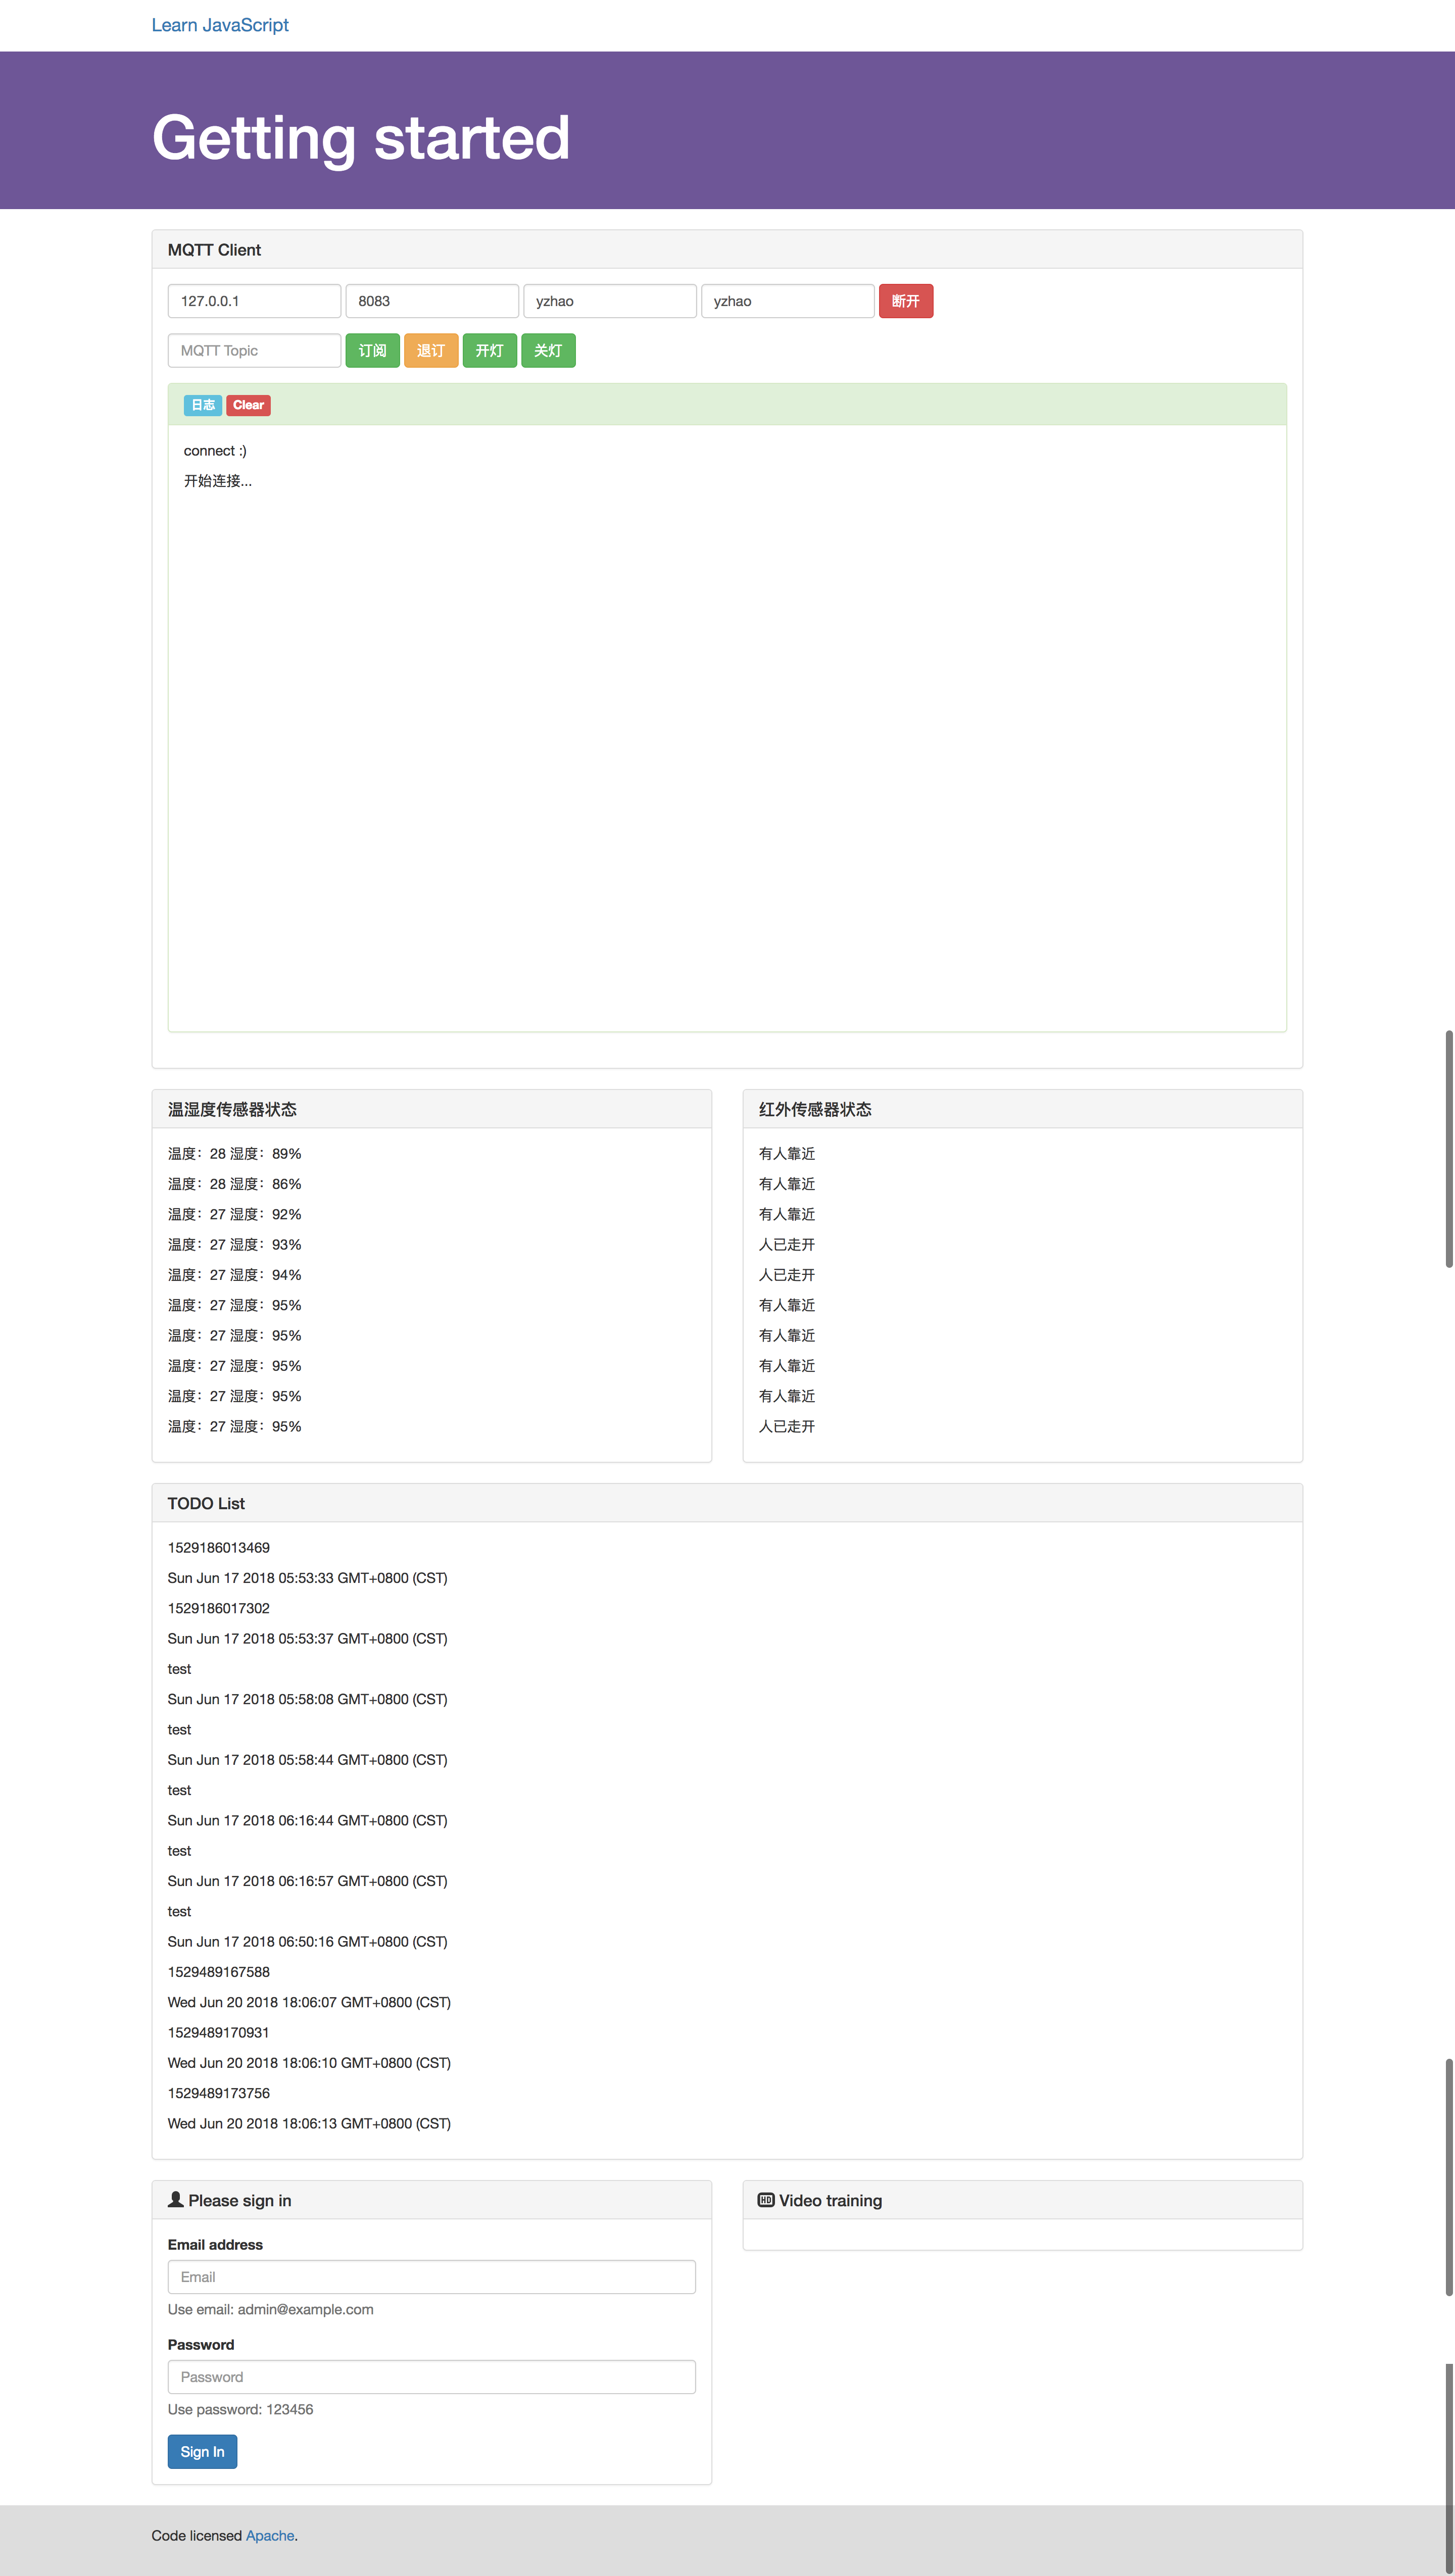 Learn JavaScript
Getting started
MQTT Client
127.0.0.1 8083 yzhao yzhao 断开
MQTT Topic 订阅 退订 开灯 关灯
日志 Clear
connect :)
开始连接...
温湿度传感器状态
温度：28 湿度：89%
温度：28 湿度：86%
温度：27 湿度：92%
温度：27 湿度：93%
温度：27 湿度：94%
温度：27 湿度：95%
温度：27 湿度：95%
温度：27 湿度：95%
温度：27 湿度：95%
温度：27 湿度：95%
红外传感器状态
有人靠近
有人靠近
有人靠近
人已走开
人已走开
有人靠近
有人靠近
有人靠近
有人靠近
人已走开
TODO List
1529186013469
Sun Jun 17 2018 05:53:33 GMT+0800 (CST)
1529186017302
Sun Jun 17 2018 05:53:37 GMT+0800 (CST)
test
Sun Jun 17 2018 05:58:08 GMT+0800 (CST)
test
Sun Jun 17 2018 05:58:44 GMT+0800 (CST)
test
Sun Jun 17 2018 06:16:44 GMT+0800 (CST)
test
Sun Jun 17 2018 06:16:57 GMT+0800 (CST)
test
Sun Jun 17 2018 06:50:16 GMT+0800 (CST)
1529489167588
Wed Jun 20 2018 18:06:07 GMT+0800 (CST)
1529489170931
Wed Jun 20 2018 18:06:10 GMT+0800 (CST)
1529489173756
Wed Jun 20 2018 18:06:13 GMT+0800 (CST)
Please sign in
Email address
Email
Use email: admin@example.com
Password
Password
Use password: 123456
Sign In
HD Video training
Code licensed Apache.